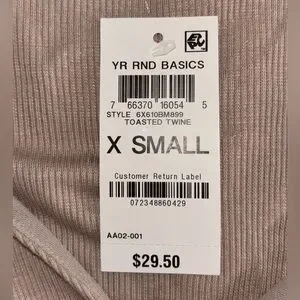 YR RND BASICS
7 66370 16054 5
STYLE 6X610BM899
TOASTED TWINE
X SMALL
Customer Return Label
072348860429
AA02-001
$29.50